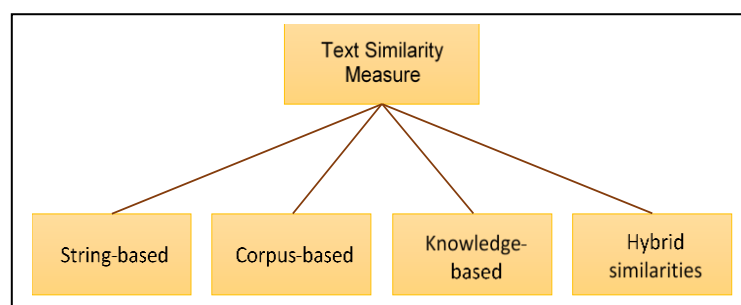 Text Similarity
Measure
String-based
Corpus-based
Knowledge-
based
Hybrid
similarities